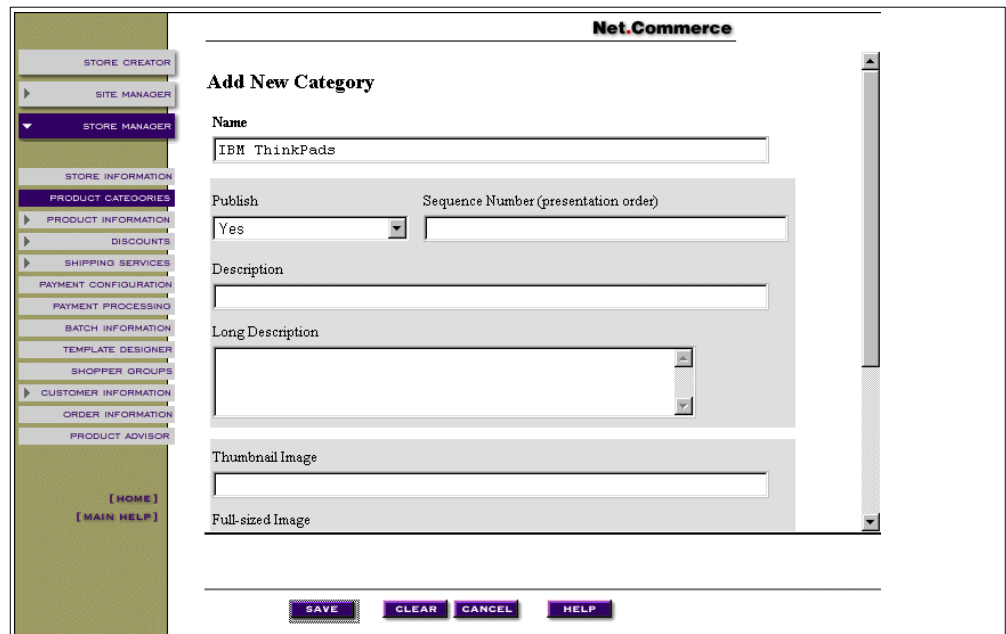 Net.Commerce
STORE CREATOR
SITE MANAGER
STORE MANAGER
STORE INFORMATION
PRODUCT CATEGORIES
PRODUCT INFORMATION
DISCOUNTS
SHIPPING SERVICES
PAYMENT CONFIGURATION
PAYMENT PROCESSING
BATCH INFORMATION
TEMPLATE DESIGNER
SHOPPER GROUPS
CUSTOMER INFORMATION
ORDER INFORMATION
PRODUCT ADVISOR
[HOME]
[MAIN HELP]
Add New Category
Name
IBM ThinkPads
Publish Sequence Number (presentation order)
Yes
Description
Long Description
Thumbnail Image
Full-sized Image
SAVE CLEAR CANCEL HELP